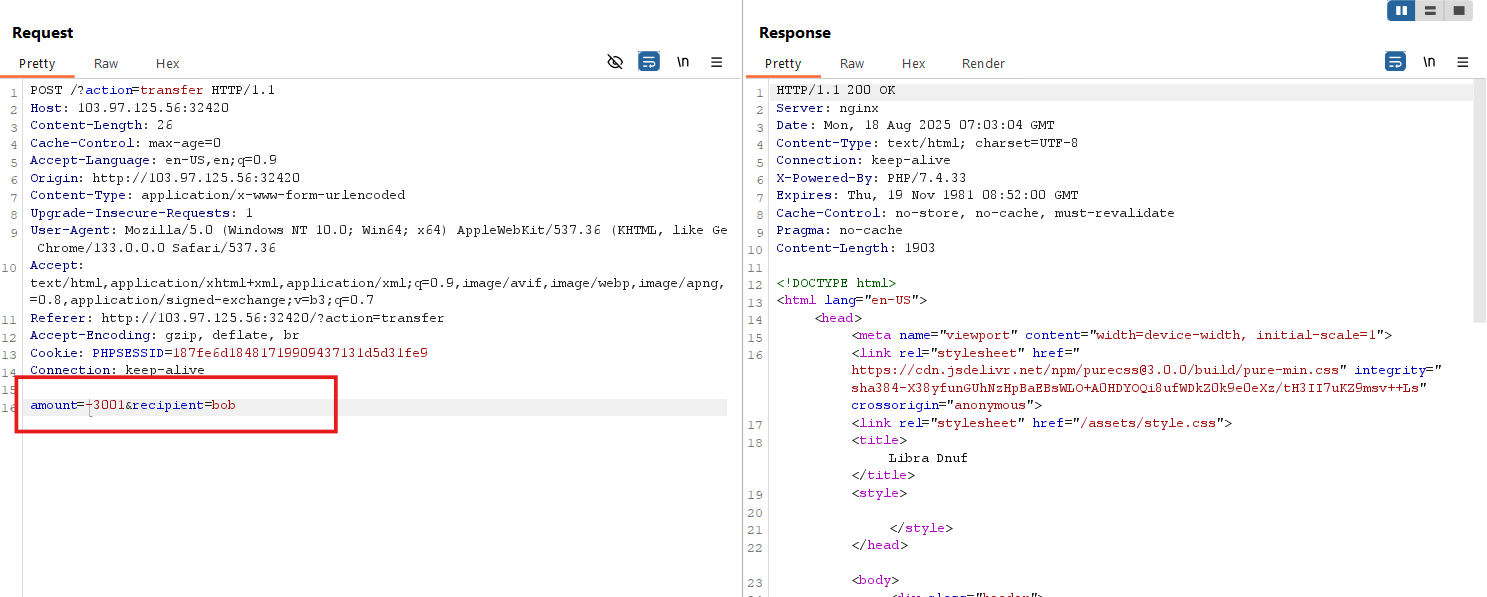 Request
Pretty Raw Hex
\n
1 POST /?action=transfer HTTP/1.1
2 Host: 103.97.125.56:32420
3 Content-Length: 26
4 Cache-Control: max-age=0
5 Accept-Language: en-US,en;q=0.9
6 Origin: http://103.97.125.56:32420
7 Content-Type: application/x-www-form-urlencoded
8 Upgrade-Insecure-Requests: 1
9 User-Agent: Mozilla/5.0 (Windows NT 10.0; Win64; x64) AppleWebKit/537.36 (KHTML, like Ge
Chrome/133.0.0.0 Safari/537.36
10 Accept:
text/html,application/xhtml+xml,application/xml;q=0.9,image/avif,image/webp,image/apng,
=0.8,application/signed-exchange;v=b3;q=0.7
11 Referer: http://103.97.125.56:32420/?action=transfer
12 Accept-Encoding: gzip, deflate, br
13 Cookie: PHPSESSID=187fe6d18481719909437131d5d31fe9
14 Connection: keep-alive
15
16 amount=-3001&recipient=bob
Response
Pretty Raw Hex Render
\n
1 HTTP/1.1 200 OK
2 Server: nginx
3 Date: Mon, 18 Aug 2025 07:03:04 GMT
4 Content-Type: text/html; charset=UTF-8
5 Connection: keep-alive
6 X-Powered-By: PHP/7.4.33
7 Expires: Thu, 19 Nov 1981 08:52:00 GMT
8 Cache-Control: no-store, no-cache, must-revalidate
9 Pragma: no-cache
10 Content-Length: 1903
11
12 <!DOCTYPE html>
13 <html lang="en-US">
14 <head>
15 <meta name="viewport" content="width=device-width, initial-scale=1">
16 <link rel="stylesheet" href="
https://cdn.jsdelivr.net/npm/purecss@3.0.0/build/pure-min.css" integrity="
sha384-X38yfunGUhNzHpBaEBsWLO+A0HDYOQi8ufWDkZ0k9e0eXz/tH3II7uKZ9msv++Ls"
crossorigin="anonymous">
17 <link rel="stylesheet" href="/assets/style.css">
18 <title>
Libra Dnuf
</title>
19 <style>
20
21 </style>
22 </head>
23 <body>
<div class="header">